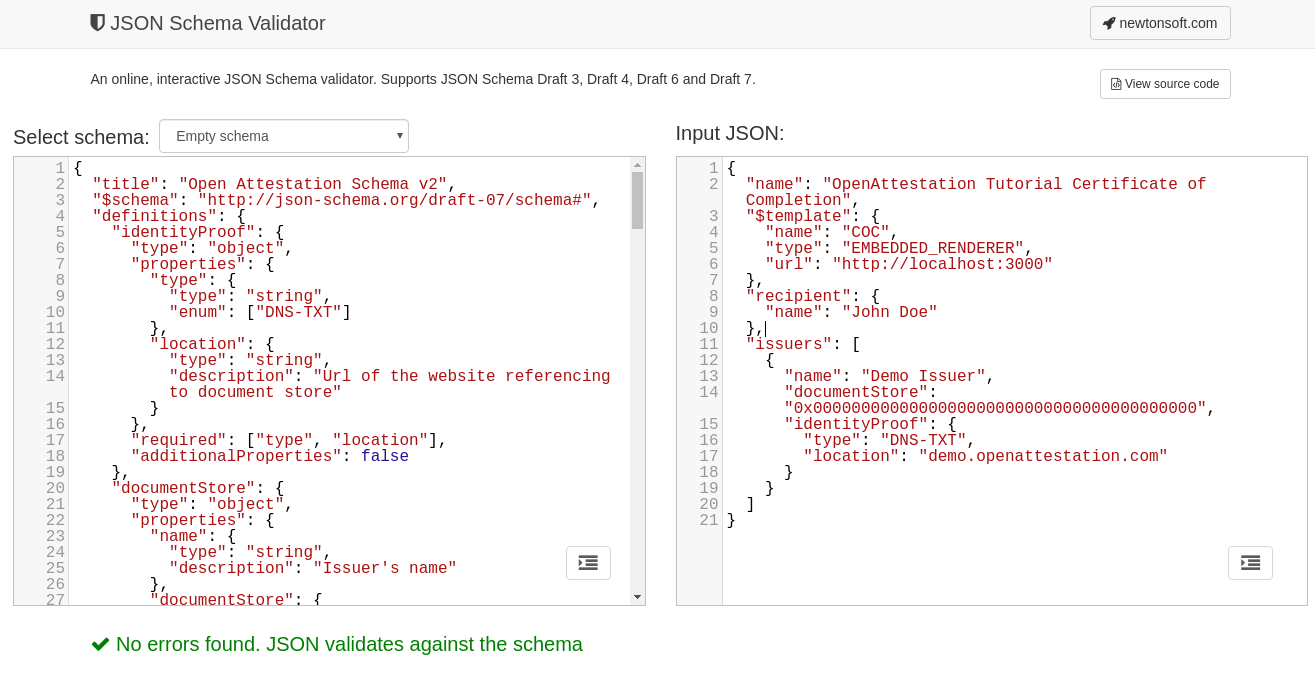 JSON Schema Validator
newtonsoft.com
An online, interactive JSON Schema validator. Supports JSON Schema Draft 3, Draft 4, Draft 6 and Draft 7.
View source code
Select schema:
Empty schema
1 {
2 "title": "Open Attestation Schema v2",
3 "$schema": "http://json-schema.org/draft-07/schema#",
4 "definitions": {
5 "identityProof": {
6 "type": "object",
7 "properties": {
8 "type": {
9 "type": "string",
10 "enum": ["DNS-TXT"]
11 },
12 "location": {
13 "type": "string",
14 "description": "Url of the website referencing
to document store"
15 }
16 },
17 "required": ["type", "location"],
18 "additionalProperties": false
19 },
20 "documentStore": {
21 "type": "object",
22 "properties": {
23 "name": {
24 "type": "string",
25 "description": "Issuer's name"
26 },
27 "documentStore": {
Input JSON:
1 {
2 "name": "OpenAttestation Tutorial Certificate of
Completion",
3 "$template": {
4 "name": "COC",
5 "type": "EMBEDDED_RENDERER",
6 "url": "http://localhost:3000"
7 },
8 "recipient": {
9 "name": "John Doe"
10 },
11 "issuers": [
12 {
13 "name": "Demo Issuer",
14 "documentStore":
"0x0000000000000000000000000000000000000000",
15 "identityProof": {
16 "type": "DNS-TXT",
17 "location": "demo.openattestation.com"
18 }
19 }
20 ]
21 }
No errors found. JSON validates against the schema